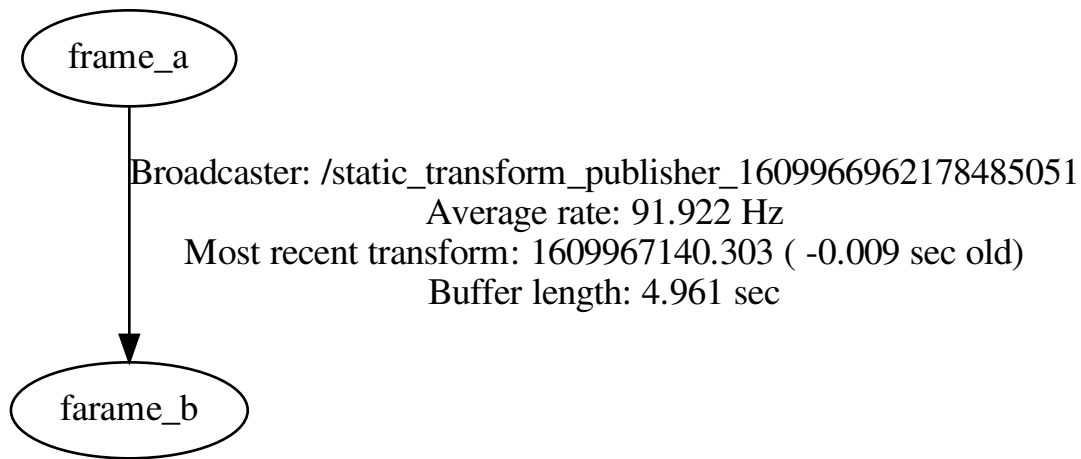 frame_a
Broadcaster: /static_transform_publisher_1609966962178485051
Average rate: 91.922 Hz
Most recent transform: 1609967140.303 ( -0.009 sec old)
Buffer length: 4.961 sec
farame_b